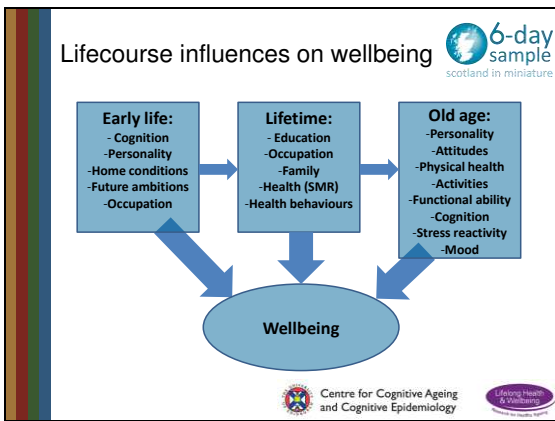 Lifecourse influences on wellbeing
6-day
sample
scotland in miniature
Early life:
- Cognition
-Personality
-Home conditions
-Future ambitions
-Occupation
Lifetime:
- Education
-Occupation
-Family
-Health (SMR)
-Health behaviours
Old age:
-Personality
-Attitudes
-Physical health
-Activities
-Functional ability
-Cognition
-Stress reactivity
-Mood
Wellbeing
Centre for Cognitive Ageing
and Cognitive Epidemiology
Lifelong Health
& Wellbeing